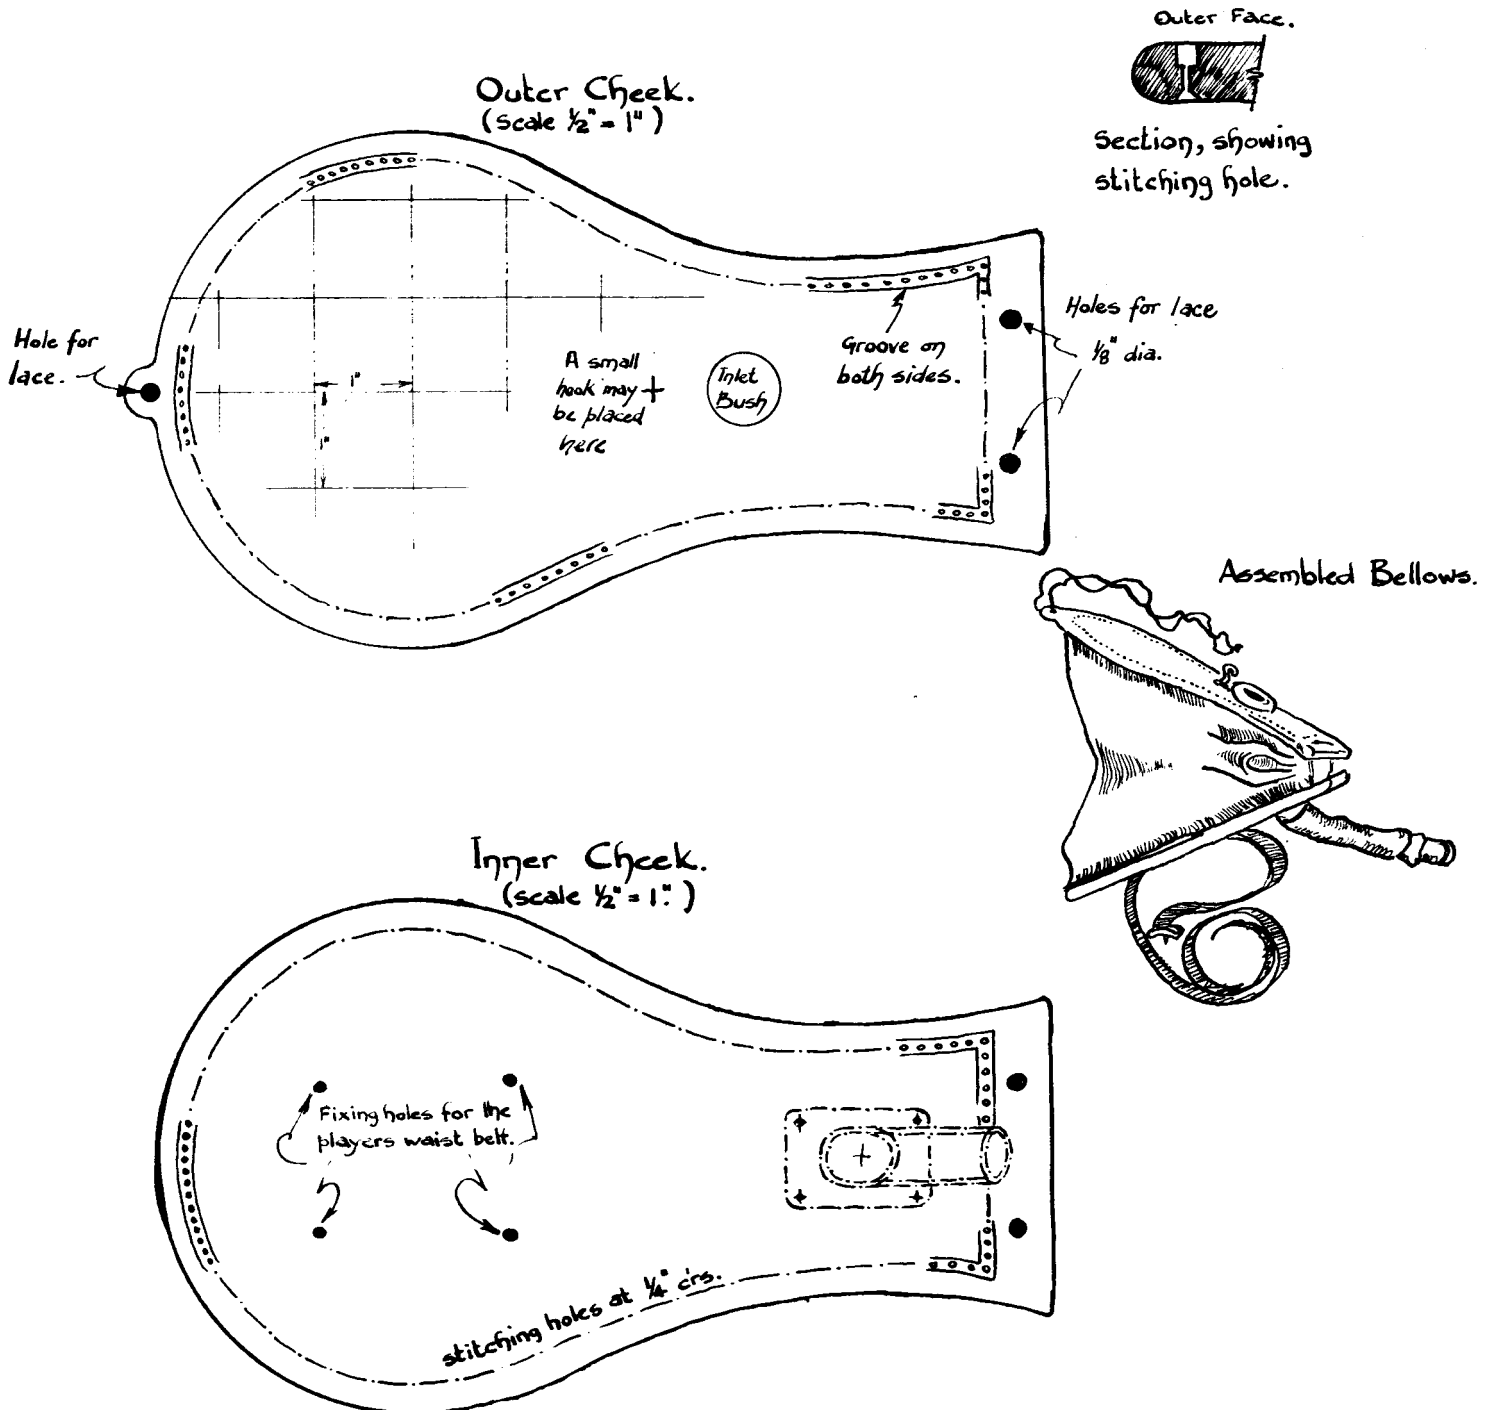 Outer Face.
Section, showing
stitching hole.
Outer Cheek.
(Scale ½" = 1")
Hole for
lace.
1"
1"
A small
hook may
be placed
here
Inlet
Bush
Groove on
both sides.
Holes for lace
⅛" dia.
Assembled Bellows.
Inner Cheek.
(scale ½" = 1".)
Fixing holes for the
players waist belt.
stitching holes at ¼" c'rs.